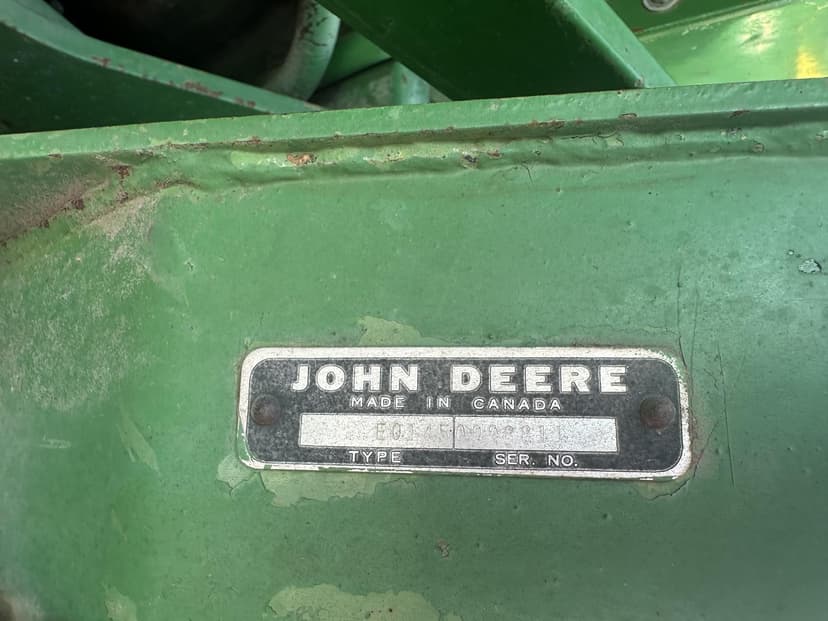 JOHN DEERE
MADE IN CANADA
TYPE SER. NO.